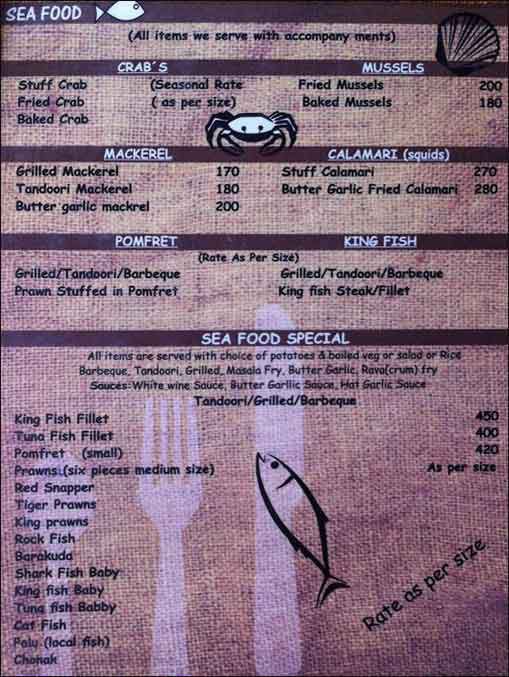 SEA FOOD
(All items we serve with accompany ments)
CRAB´S
Stuff Crab (Seasonal Rate
Fried Crab ( as per size)
Baked Crab
MUSSELS
Fried Mussels 200
Baked Mussels 180
MACKEREL
Grilled Mackerel 170
Tandoori Mackerel 180
Butter garlic mackrel 200
CALAMARI (squids)
Stuff Calamari 270
Butter Garlic Fried Calamari 280
POMFRET KING FISH
(Rate As Per Size)
Grilled/Tandoori/Barbeque Grilled/Tandoori/Barbeque
Prawn Stuffed in Pomfret King fish Steak/Fillet
SEA FOOD SPECIAL
All items are served with choice of potatoes & boiled veg or salad or Rice
Barbeque, Tandoori, Grilled, Masala Fry, Butter Garlic, Rava(crum) fry
Sauces:White wine Sauce, Butter Garllic Sauce, Hot Garlic Sauce
Tandoori/Grilled/Barbeque
King Fish Fillet 450
Tuna Fish Fillet 400
Pomfret (small) 420
Prawns (six pieces medium size) As per size
Red Snapper
Tiger Prawns
King prawns
Rock Fish
Barakuda
Shark Fish Baby
King fish Baby
Tuna fish Babby
Cat Fish
Palu (local fish)
Chonak
Rate as per size